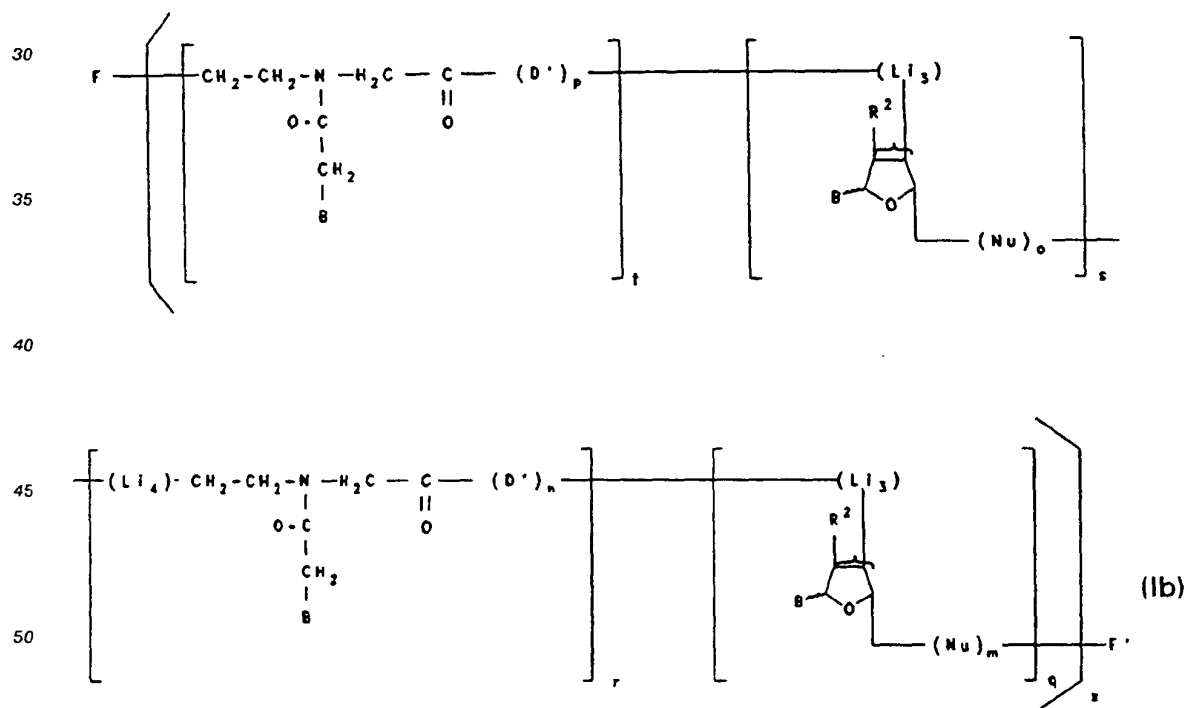 30
F CH2-CH2-N-H2C-C-(D')p (Li3)
O=C O R2
CH2
35
B B O
(Nu)o
t s
40
45
(Li4)-CH2-CH2-N-H2C-C-(D')n (Li3)
O=C O R2
CH2
B B O
(Ib)
50
(Nu)m F'
r q x